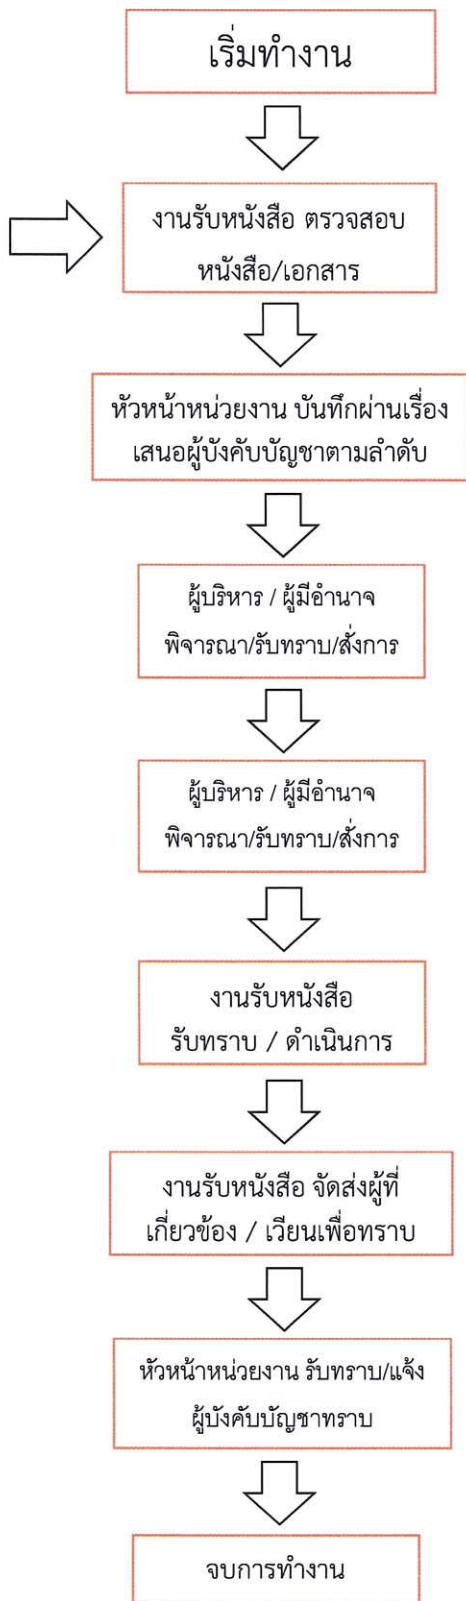 เริ่มทำงาน
งานรับหนังสือ ตรวจสอบ
หนังสือ/เอกสาร
หัวหน้าหน่วยงาน บันทึกผ่านเรื่อง
เสนอผู้บังคับบัญชาตามลำดับ
ผู้บริหาร / ผู้มีอำนาจ
พิจารณา/รับทราบ/สั่งการ
ผู้บริหาร / ผู้มีอำนาจ
พิจารณา/รับทราบ/สั่งการ
งานรับหนังสือ
รับทราบ / ดำเนินการ
งานรับหนังสือ จัดส่งผู้ที่
เกี่ยวข้อง / เวียนเพื่อทราบ
หัวหน้าหน่วยงาน รับทราบ/แจ้ง
ผู้บังคับบัญชาทราบ
จบการทำงาน